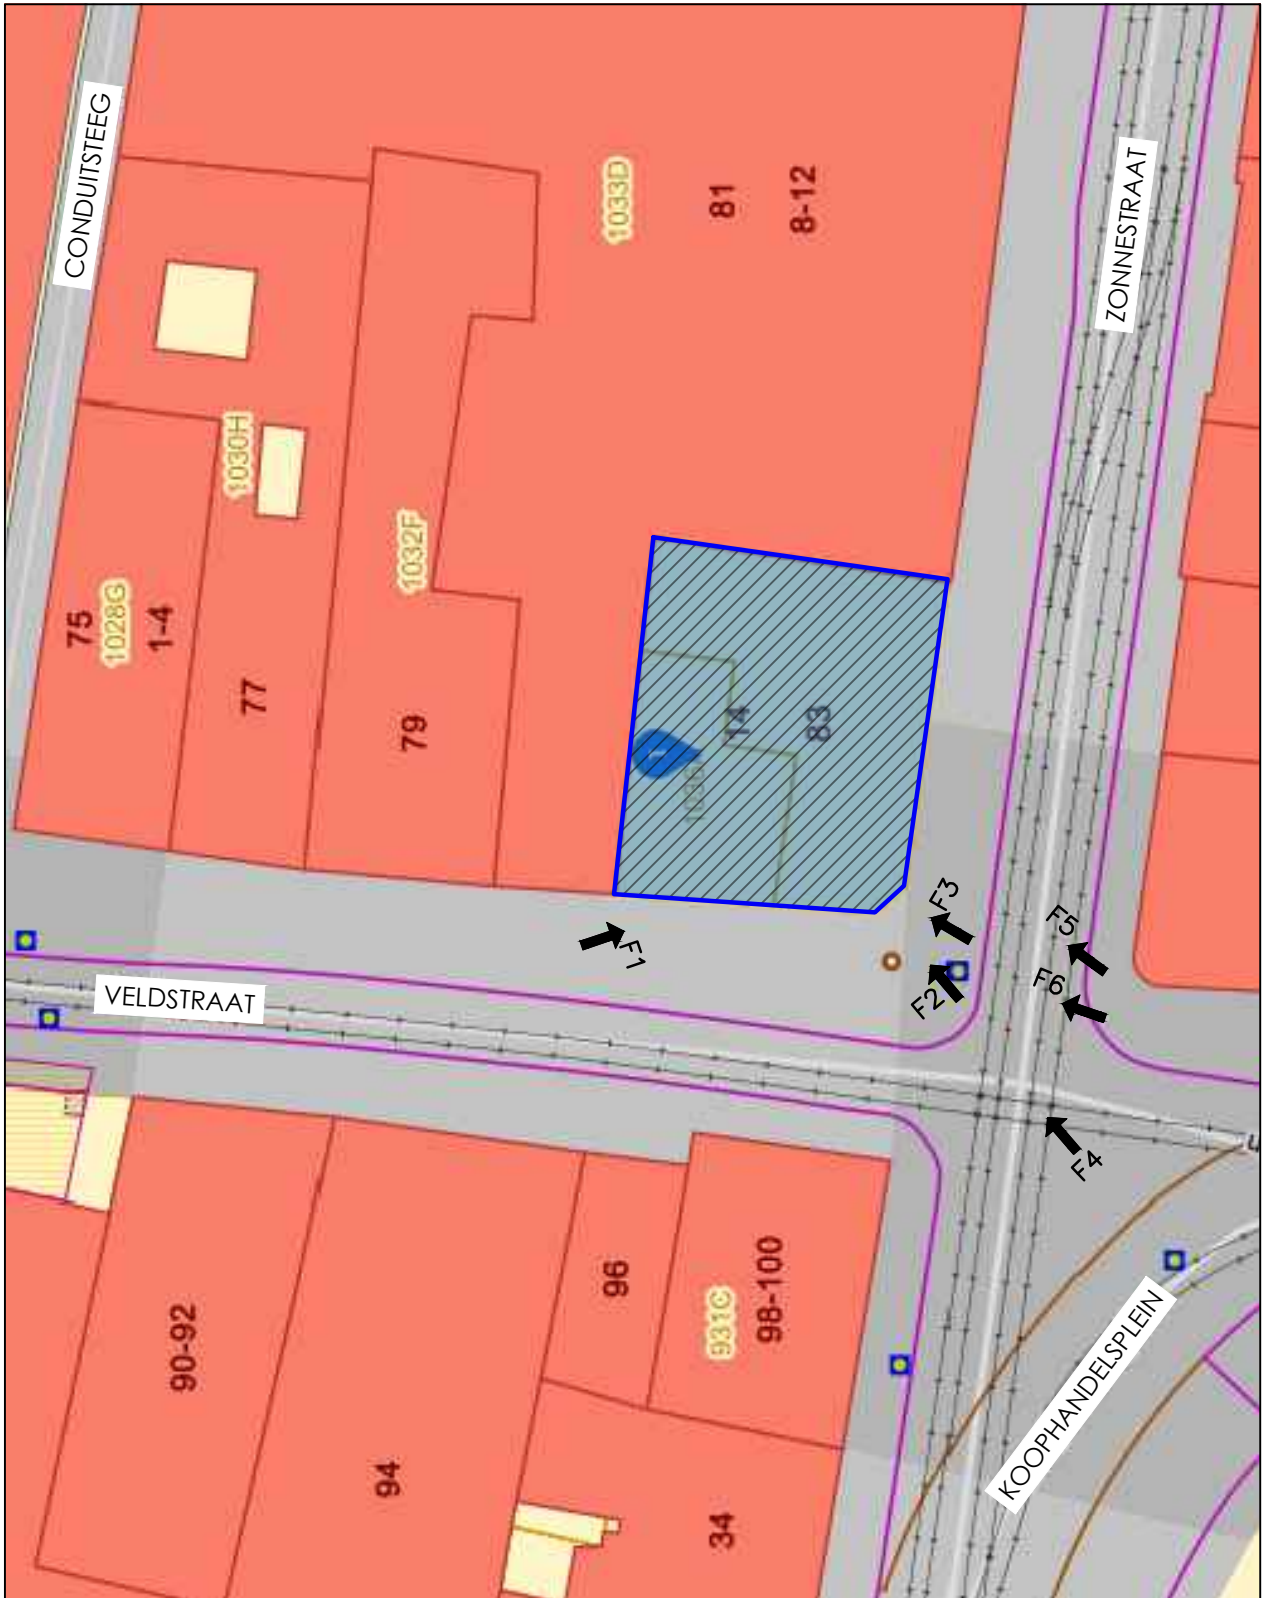 CONDUITSTEEG
ZONNESTRAAT
1033D
81
8-12
1030H
1032F
75
1028G
1-4
77
79
14
83
F1
F3
F2
F5
F6
F4
VELDSTRAAT
KOOPHANDELSPLEIN
96
931C
98-100
90-92
94
34